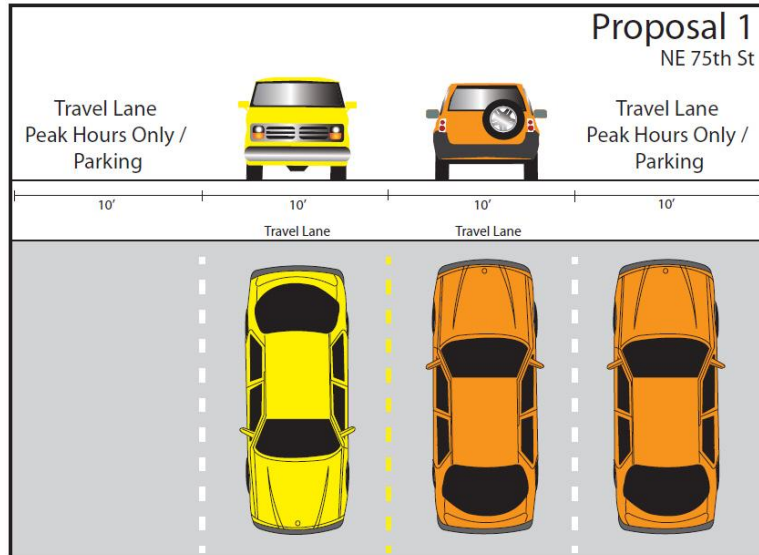 Proposal 1
NE 75th St
Travel Lane
Peak Hours Only /
Parking
Travel Lane
Peak Hours Only /
Parking
10'
10'
10'
10'
Travel Lane
Travel Lane